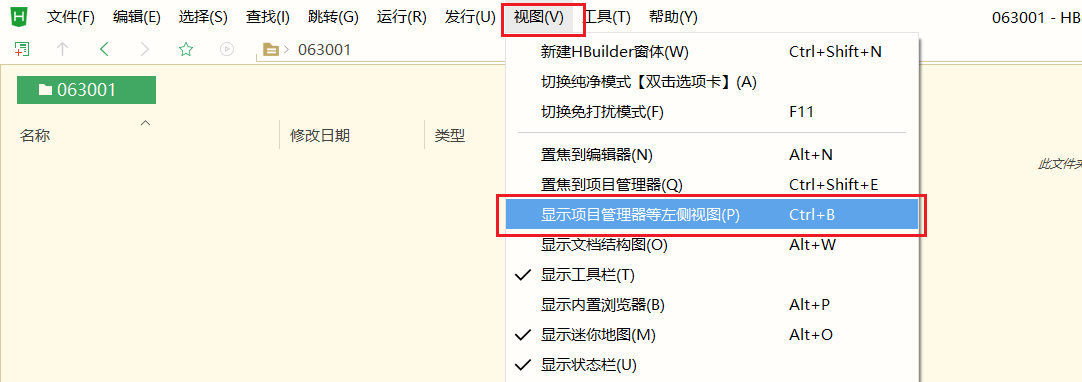 文件(F) 编辑(E) 选择(S) 查找(I) 跳转(G) 运行(R) 发行(U) 视图(V) 工具(T) 帮助(Y) 063001 - HB
063001
063001
名称 修改日期 类型
此文件夹
新建HBuilder窗体(W) Ctrl+Shift+N
切换纯净模式【双击选项卡】(A)
切换免打扰模式(F) F11
置焦到编辑器(N) Alt+N
置焦到项目管理器(Q) Ctrl+Shift+E
显示项目管理器等左侧视图(P) Ctrl+B
显示文档结构图(O) Alt+W
显示工具栏(T)
显示内置浏览器(B) Alt+P
显示迷你地图(M) Alt+O
显示状态栏(U)